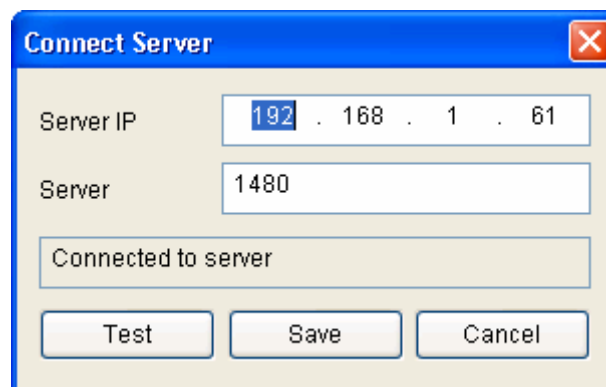 Connect Server
Server IP 192 . 168 . 1 . 61
Server 1480
Connected to server
Test Save Cancel